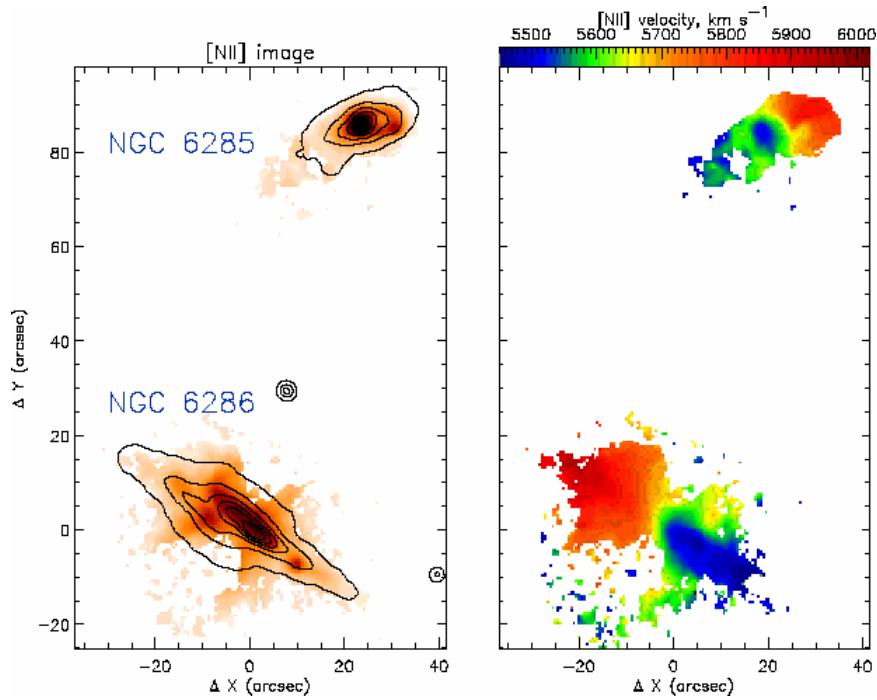 [NII] image
[NII] velocity, km s⁻¹
5500 5600 5700 5800 5900 6000
NGC 6285
NGC 6286
80
60
40
20
0
−20
Δ Y (arcsec)
−20 0 20 40
Δ X (arcsec)
−20 0 20 40
Δ X (arcsec)